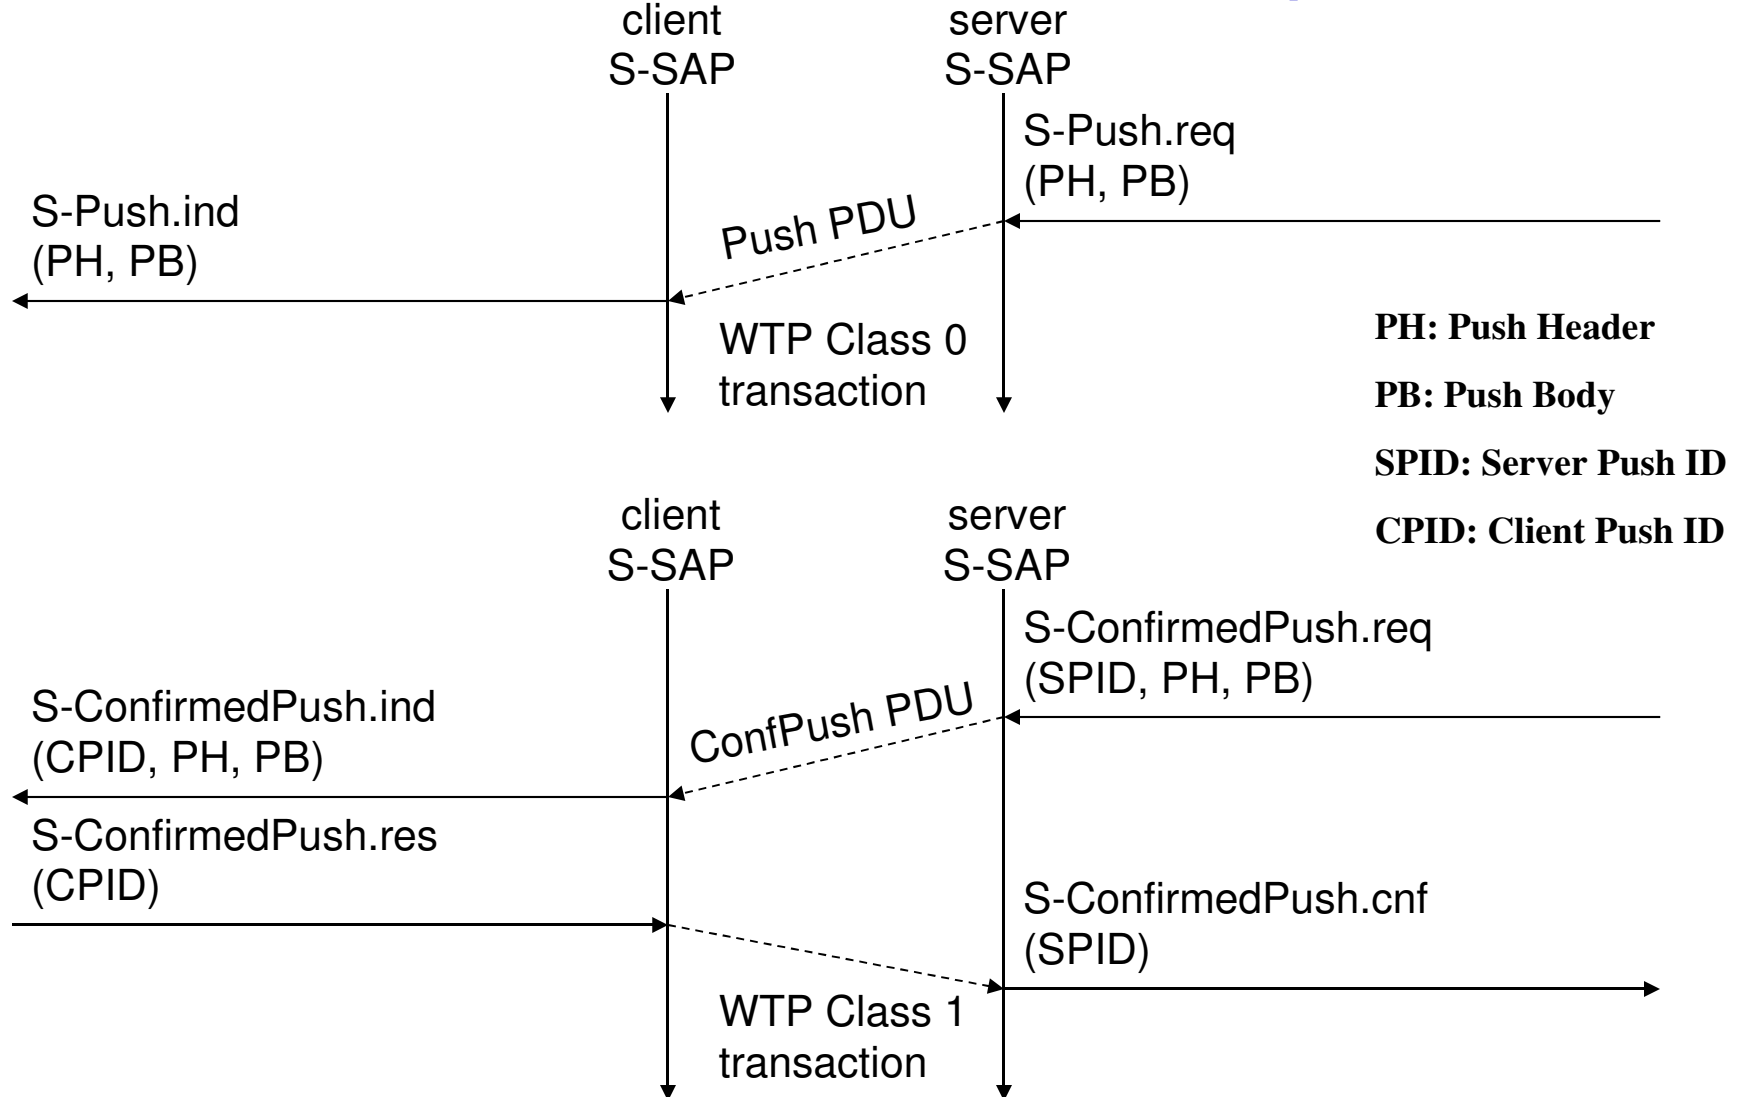 client
S-SAP
server
S-SAP
S-Push.req
(PH, PB)
S-Push.ind
(PH, PB)
Push PDU
WTP Class 0
transaction
PH: Push Header
PB: Push Body
SPID: Server Push ID
CPID: Client Push ID
client
S-SAP
server
S-SAP
S-ConfirmedPush.req
(SPID, PH, PB)
S-ConfirmedPush.ind
(CPID, PH, PB)
ConfPush PDU
S-ConfirmedPush.res
(CPID)
S-ConfirmedPush.cnf
(SPID)
WTP Class 1
transaction